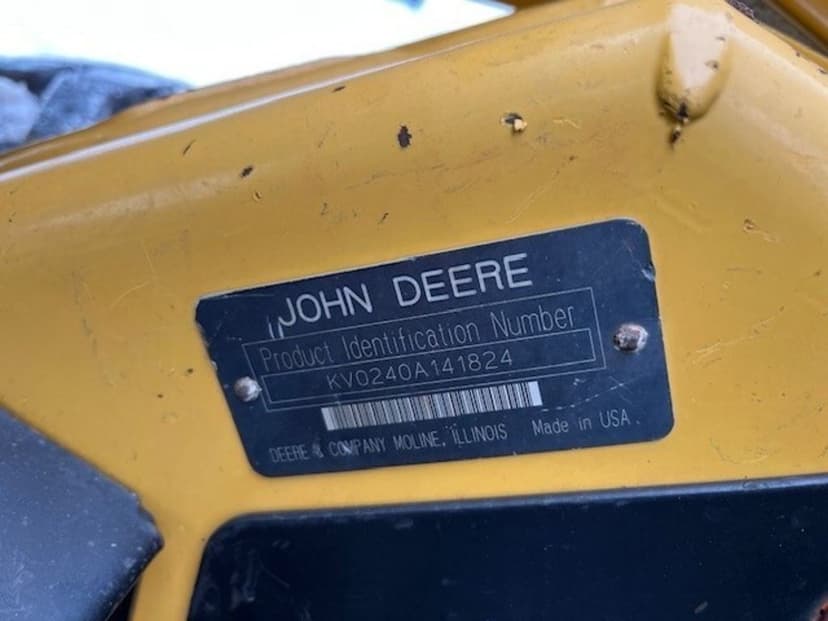 JOHN DEERE
Product Identification Number
KV0240A141824
DEERE & COMPANY MOLINE, ILLINOIS Made in USA